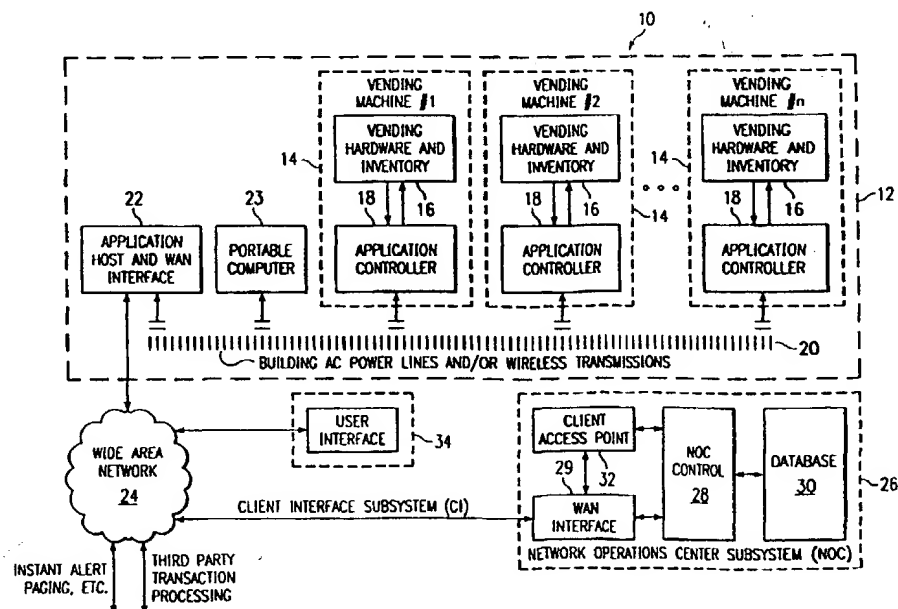 10
VENDING
MACHINE #1
VENDING
HARDWARE AND
INVENTORY
14
18
16
APPLICATION
CONTROLLER
VENDING
MACHINE #2
VENDING
HARDWARE AND
INVENTORY
18
16
14
APPLICATION
CONTROLLER
VENDING
MACHINE #n
VENDING
HARDWARE AND
INVENTORY
14
18
16
12
APPLICATION
CONTROLLER
22
APPLICATION
HOST AND WAN
INTERFACE
23
PORTABLE
COMPUTER
20
BUILDING AC POWER LINES AND/OR WIRELESS TRANSMISSIONS
WIDE AREA
NETWORK
24
USER
INTERFACE
34
CLIENT INTERFACE SUBSYSTEM (CI)
CLIENT
ACCESS POINT
29
32
WAN
INTERFACE
NOC
CONTROL
28
DATABASE
30
26
NETWORK OPERATIONS CENTER SUBSYSTEM (NOC)
INSTANT ALERT
PAGING, ETC.
THIRD PARTY
TRANSACTION
PROCESSING